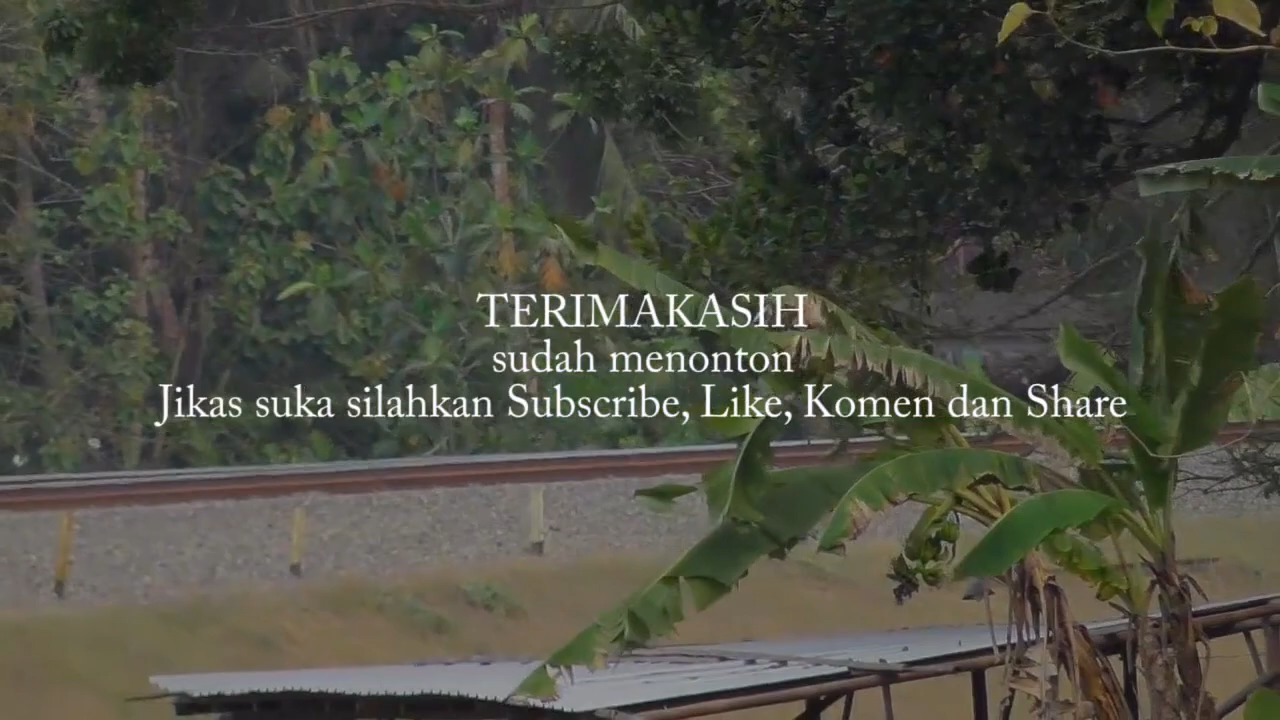 TERIMAKASIH
sudah menonton
Jikas suka silahkan Subscribe, Like, Komen dan Share